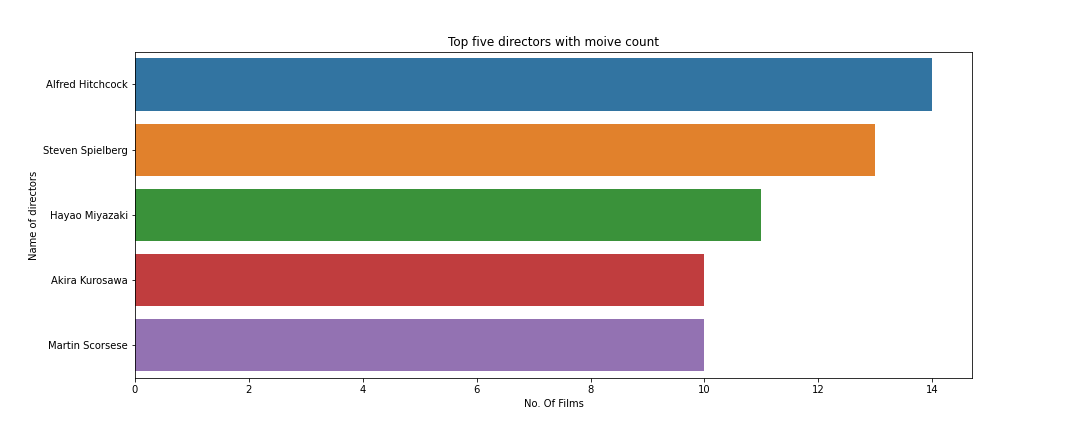 Top five directors with moive count
Name of directors
Alfred Hitchcock
Steven Spielberg
Hayao Miyazaki
Akira Kurosawa
Martin Scorsese
0 2 4 6 8 10 12 14
No. Of Films